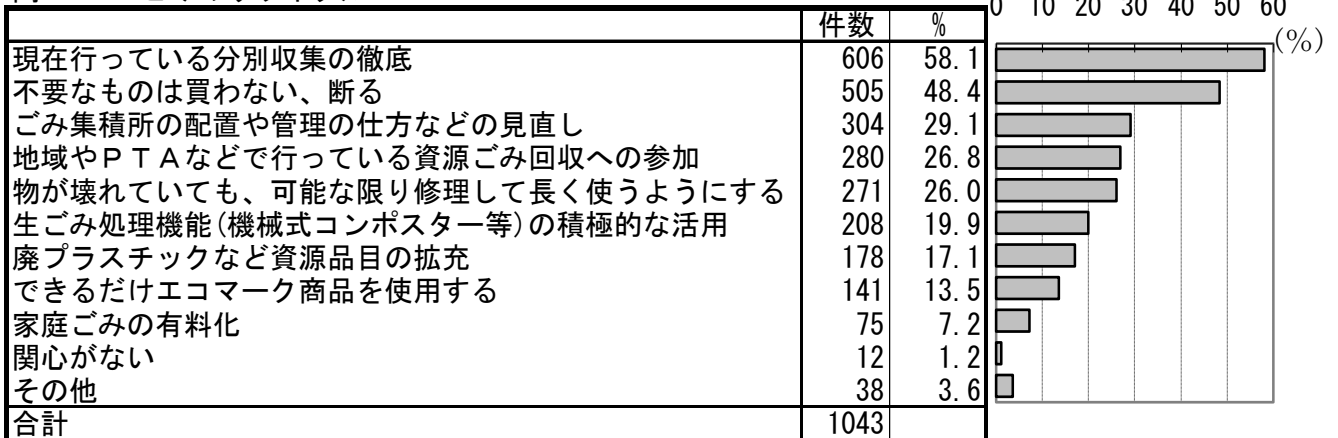 0 10 20 30 40 50 60
(%)
件数 %
現在行っている分別収集の徹底 606 58.1
不要なものは買わない、断る 505 48.4
ごみ集積所の配置や管理の仕方などの見直し 304 29.1
地域やPTAなどで行っている資源ごみ回収への参加 280 26.8
物が壊れていても、可能な限り修理して長く使うようにする 271 26.0
生ごみ処理機能(機械式コンポスター等)の積極的な活用 208 19.9
廃プラスチックなど資源品目の拡充 178 17.1
できるだけエコマーク商品を使用する 141 13.5
家庭ごみの有料化 75 7.2
関心がない 12 1.2
その他 38 3.6
合計 1043